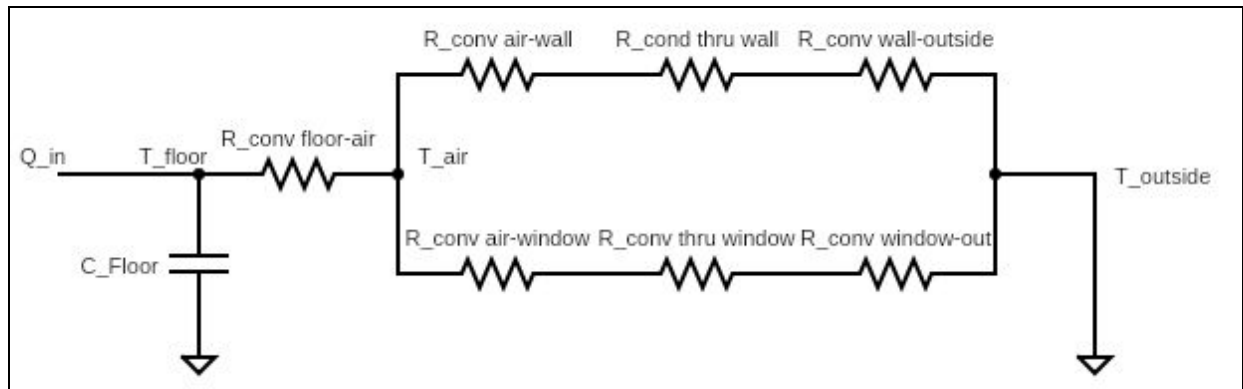 R_conv air-wall R_cond thru wall R_conv wall-outside
R_conv floor-air
Q_in T_floor T_air T_outside
R_conv air-window R_conv thru window R_conv window-out
C_Floor